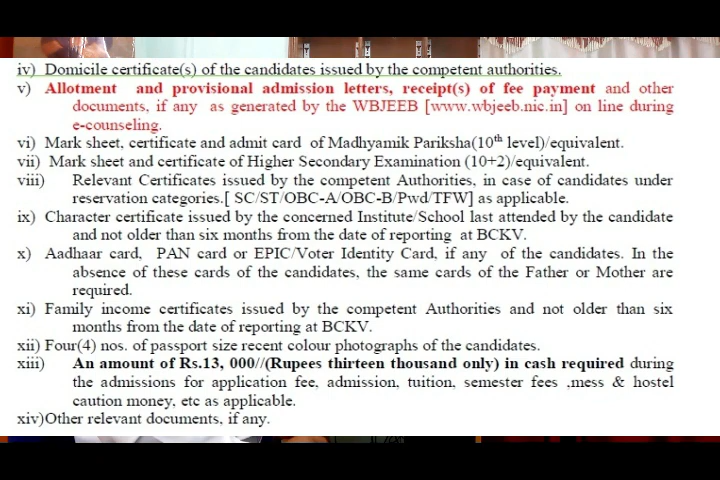 iv) Domicile certificate(s) of the candidates issued by the competent authorities.
v) Allotment and provisional admission letters, receipt(s) of fee payment and other
documents, if any as generated by the WBJEEB [www.wbjeeb.nic.in] on line during
e-counseling.
vi) Mark sheet, certificate and admit card of Madhyamik Pariksha(10th level)/equivalent.
vii) Mark sheet and certificate of Higher Secondary Examination (10+2)/equivalent.
viii) Relevant Certificates issued by the competent Authorities, in case of candidates under
reservation categories.[ SC/ST/OBC-A/OBC-B/Pwd/TFW] as applicable.
ix) Character certificate issued by the concerned Institute/School last attended by the candidate
and not older than six months from the date of reporting at BCKV.
x) Aadhaar card, PAN card or EPIC/Voter Identity Card, if any of the candidates. In the
absence of these cards of the candidates, the same cards of the Father or Mother are
required.
xi) Family income certificates issued by the competent Authorities and not older than six
months from the date of reporting at BCKV.
xii) Four(4) nos. of passport size recent colour photographs of the candidates.
xiii) An amount of Rs.13, 000//(Rupees thirteen thousand only) in cash required during
the admissions for application fee, admission, tuition, semester fees ,mess & hostel
caution money, etc as applicable.
xiv)Other relevant documents, if any.